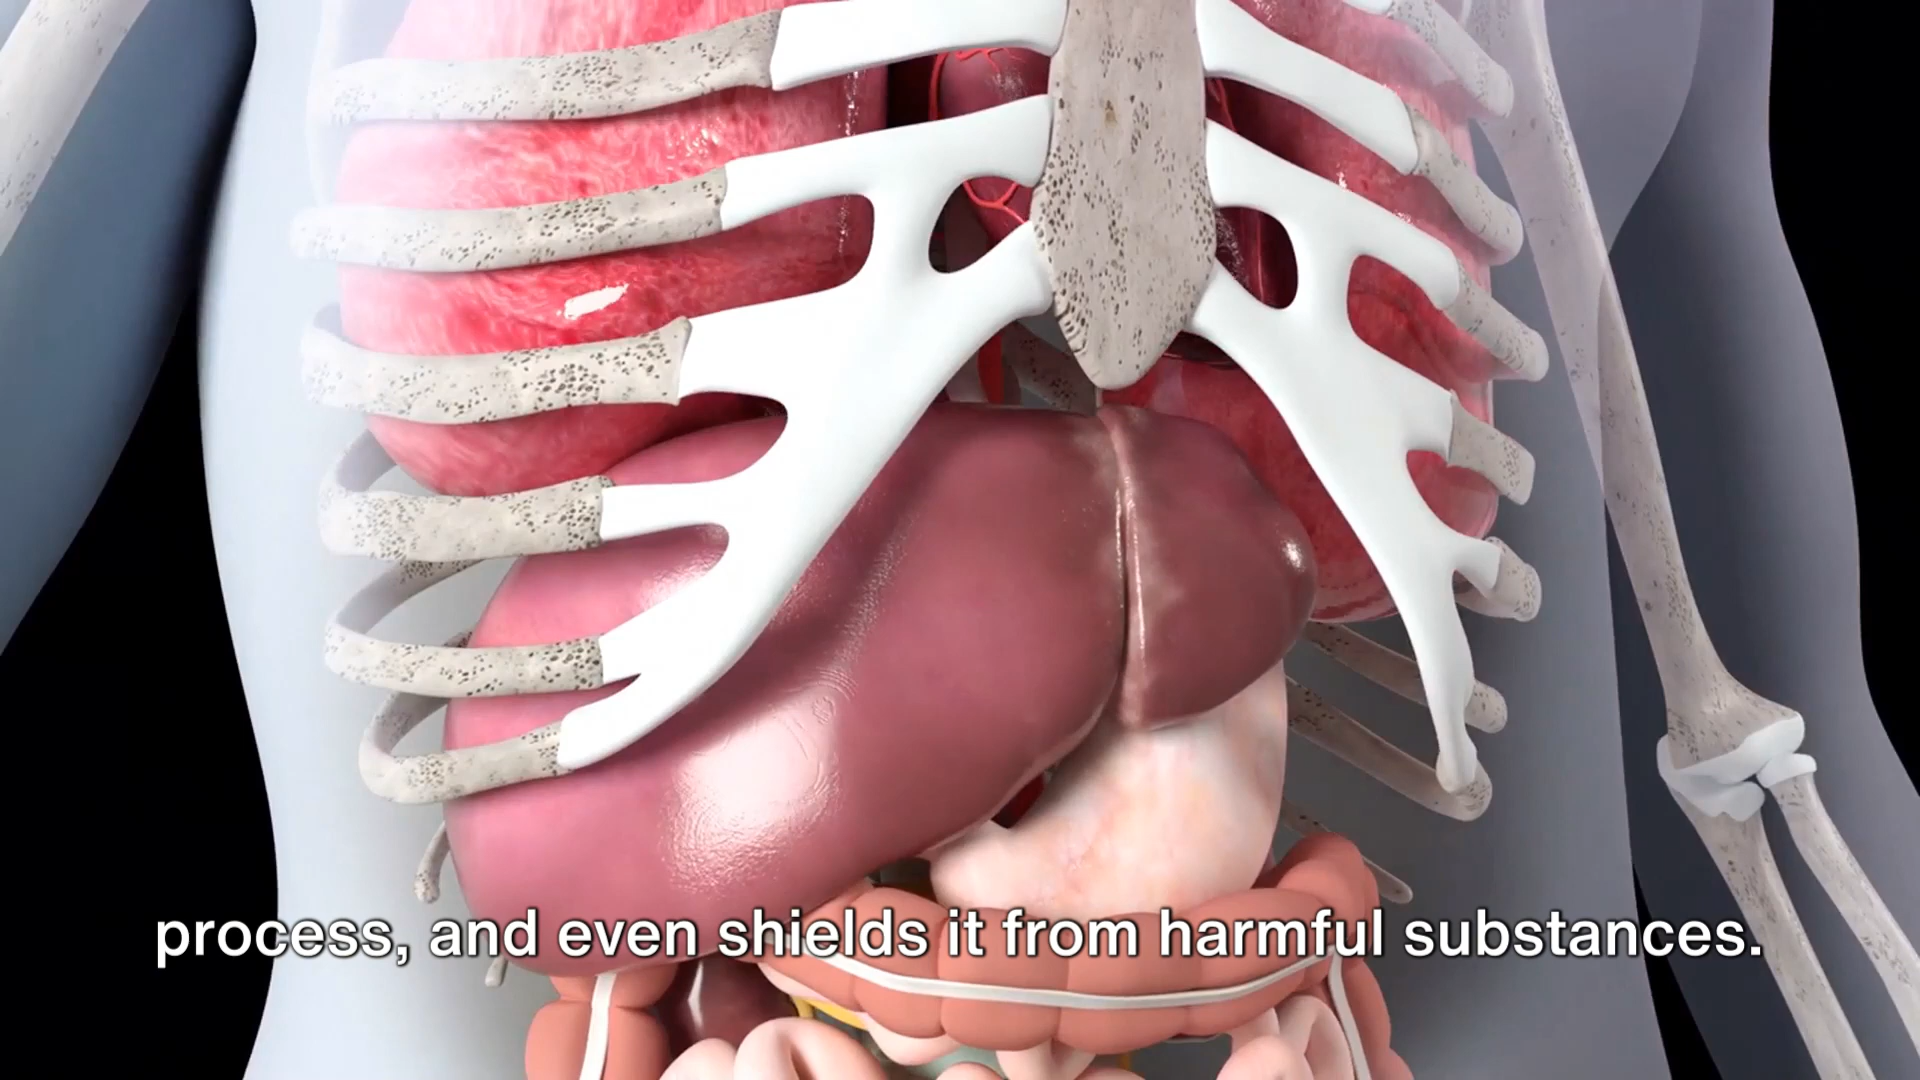 process, and even shields it from harmful substances.